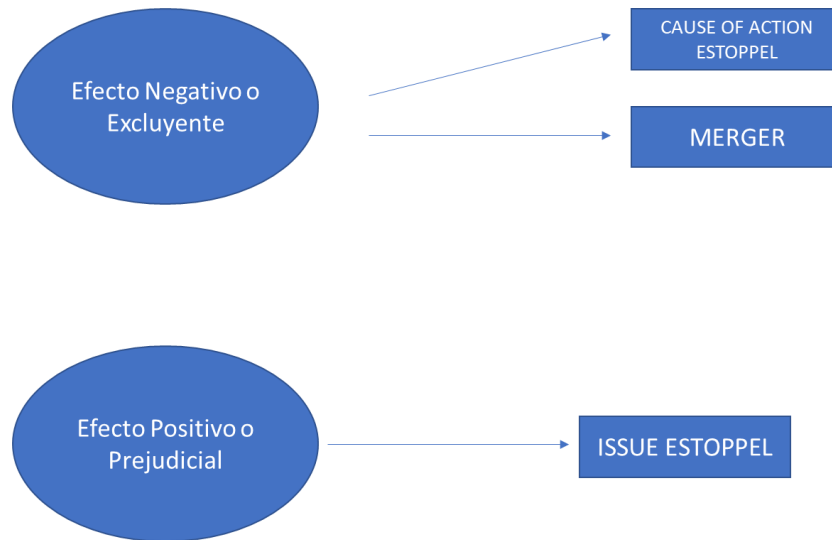 Efecto Negativo o
Excluyente
CAUSE OF ACTION
ESTOPPEL
MERGER
Efecto Positivo o
Prejudicial
ISSUE ESTOPPEL